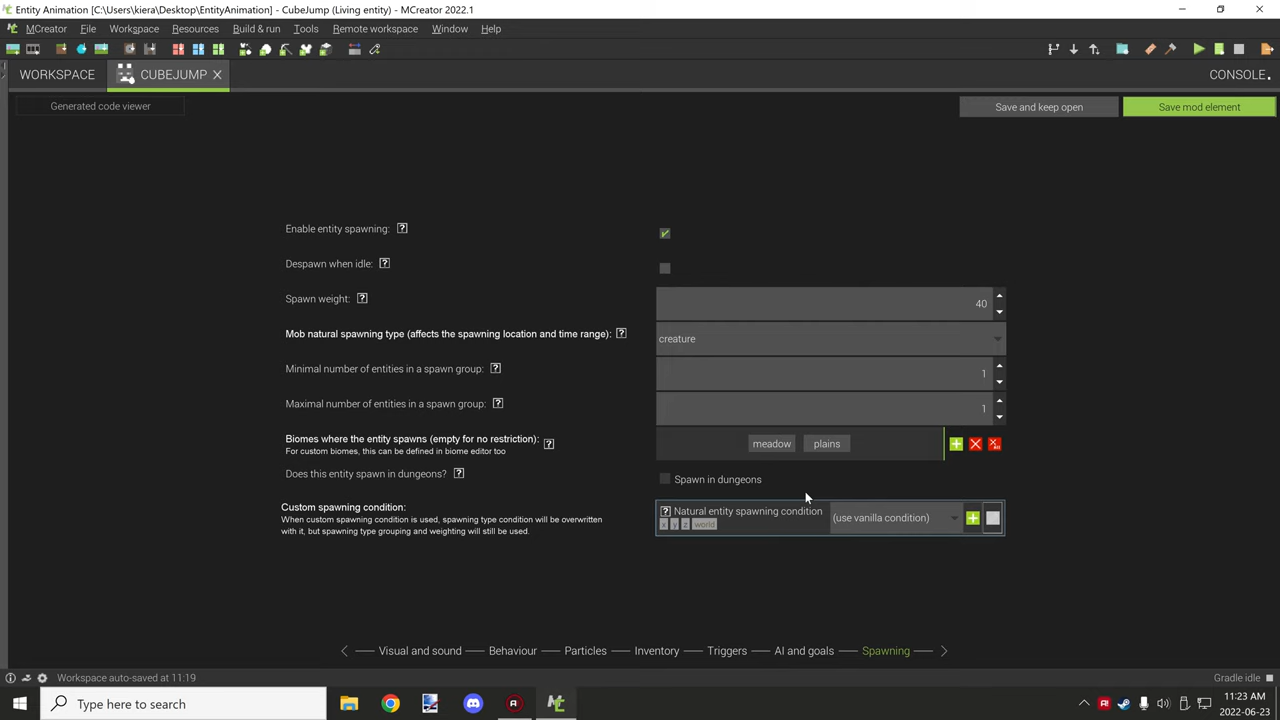 Entity Animation [C:\Users\kiera\Desktop\EntityAnimation] - CubeJump (Living entity) - MCreator 2022.1
MCreator File Workspace Resources Build & run Tools Remote workspace Window Help
WORKSPACE CUBEJUMP CONSOLE
Generated code viewer Save and keep open Save mod element
Enable entity spawning: ?
Despawn when idle: ?
Spawn weight: ? 40
Mob natural spawning type (affects the spawning location and time range): ? creature
Minimal number of entities in a spawn group: ? 1
Maximal number of entities in a spawn group: ? 1
Biomes where the entity spawns (empty for no restriction): ? meadow plains
For custom biomes, this can be defined in biome editor too
Does this entity spawn in dungeons? ? Spawn in dungeons
Custom spawning condition: ? Natural entity spawning condition (use vanilla condition)
When custom spawning condition is used, spawning type condition will be overwritten x y z world
with it, but spawning type grouping and weighting will still be used.
Visual and sound Behaviour Particles Inventory Triggers AI and goals Spawning
Workspace auto-saved at 11:19 Gradle idle
Type here to search 11:23 AM
2022-06-23